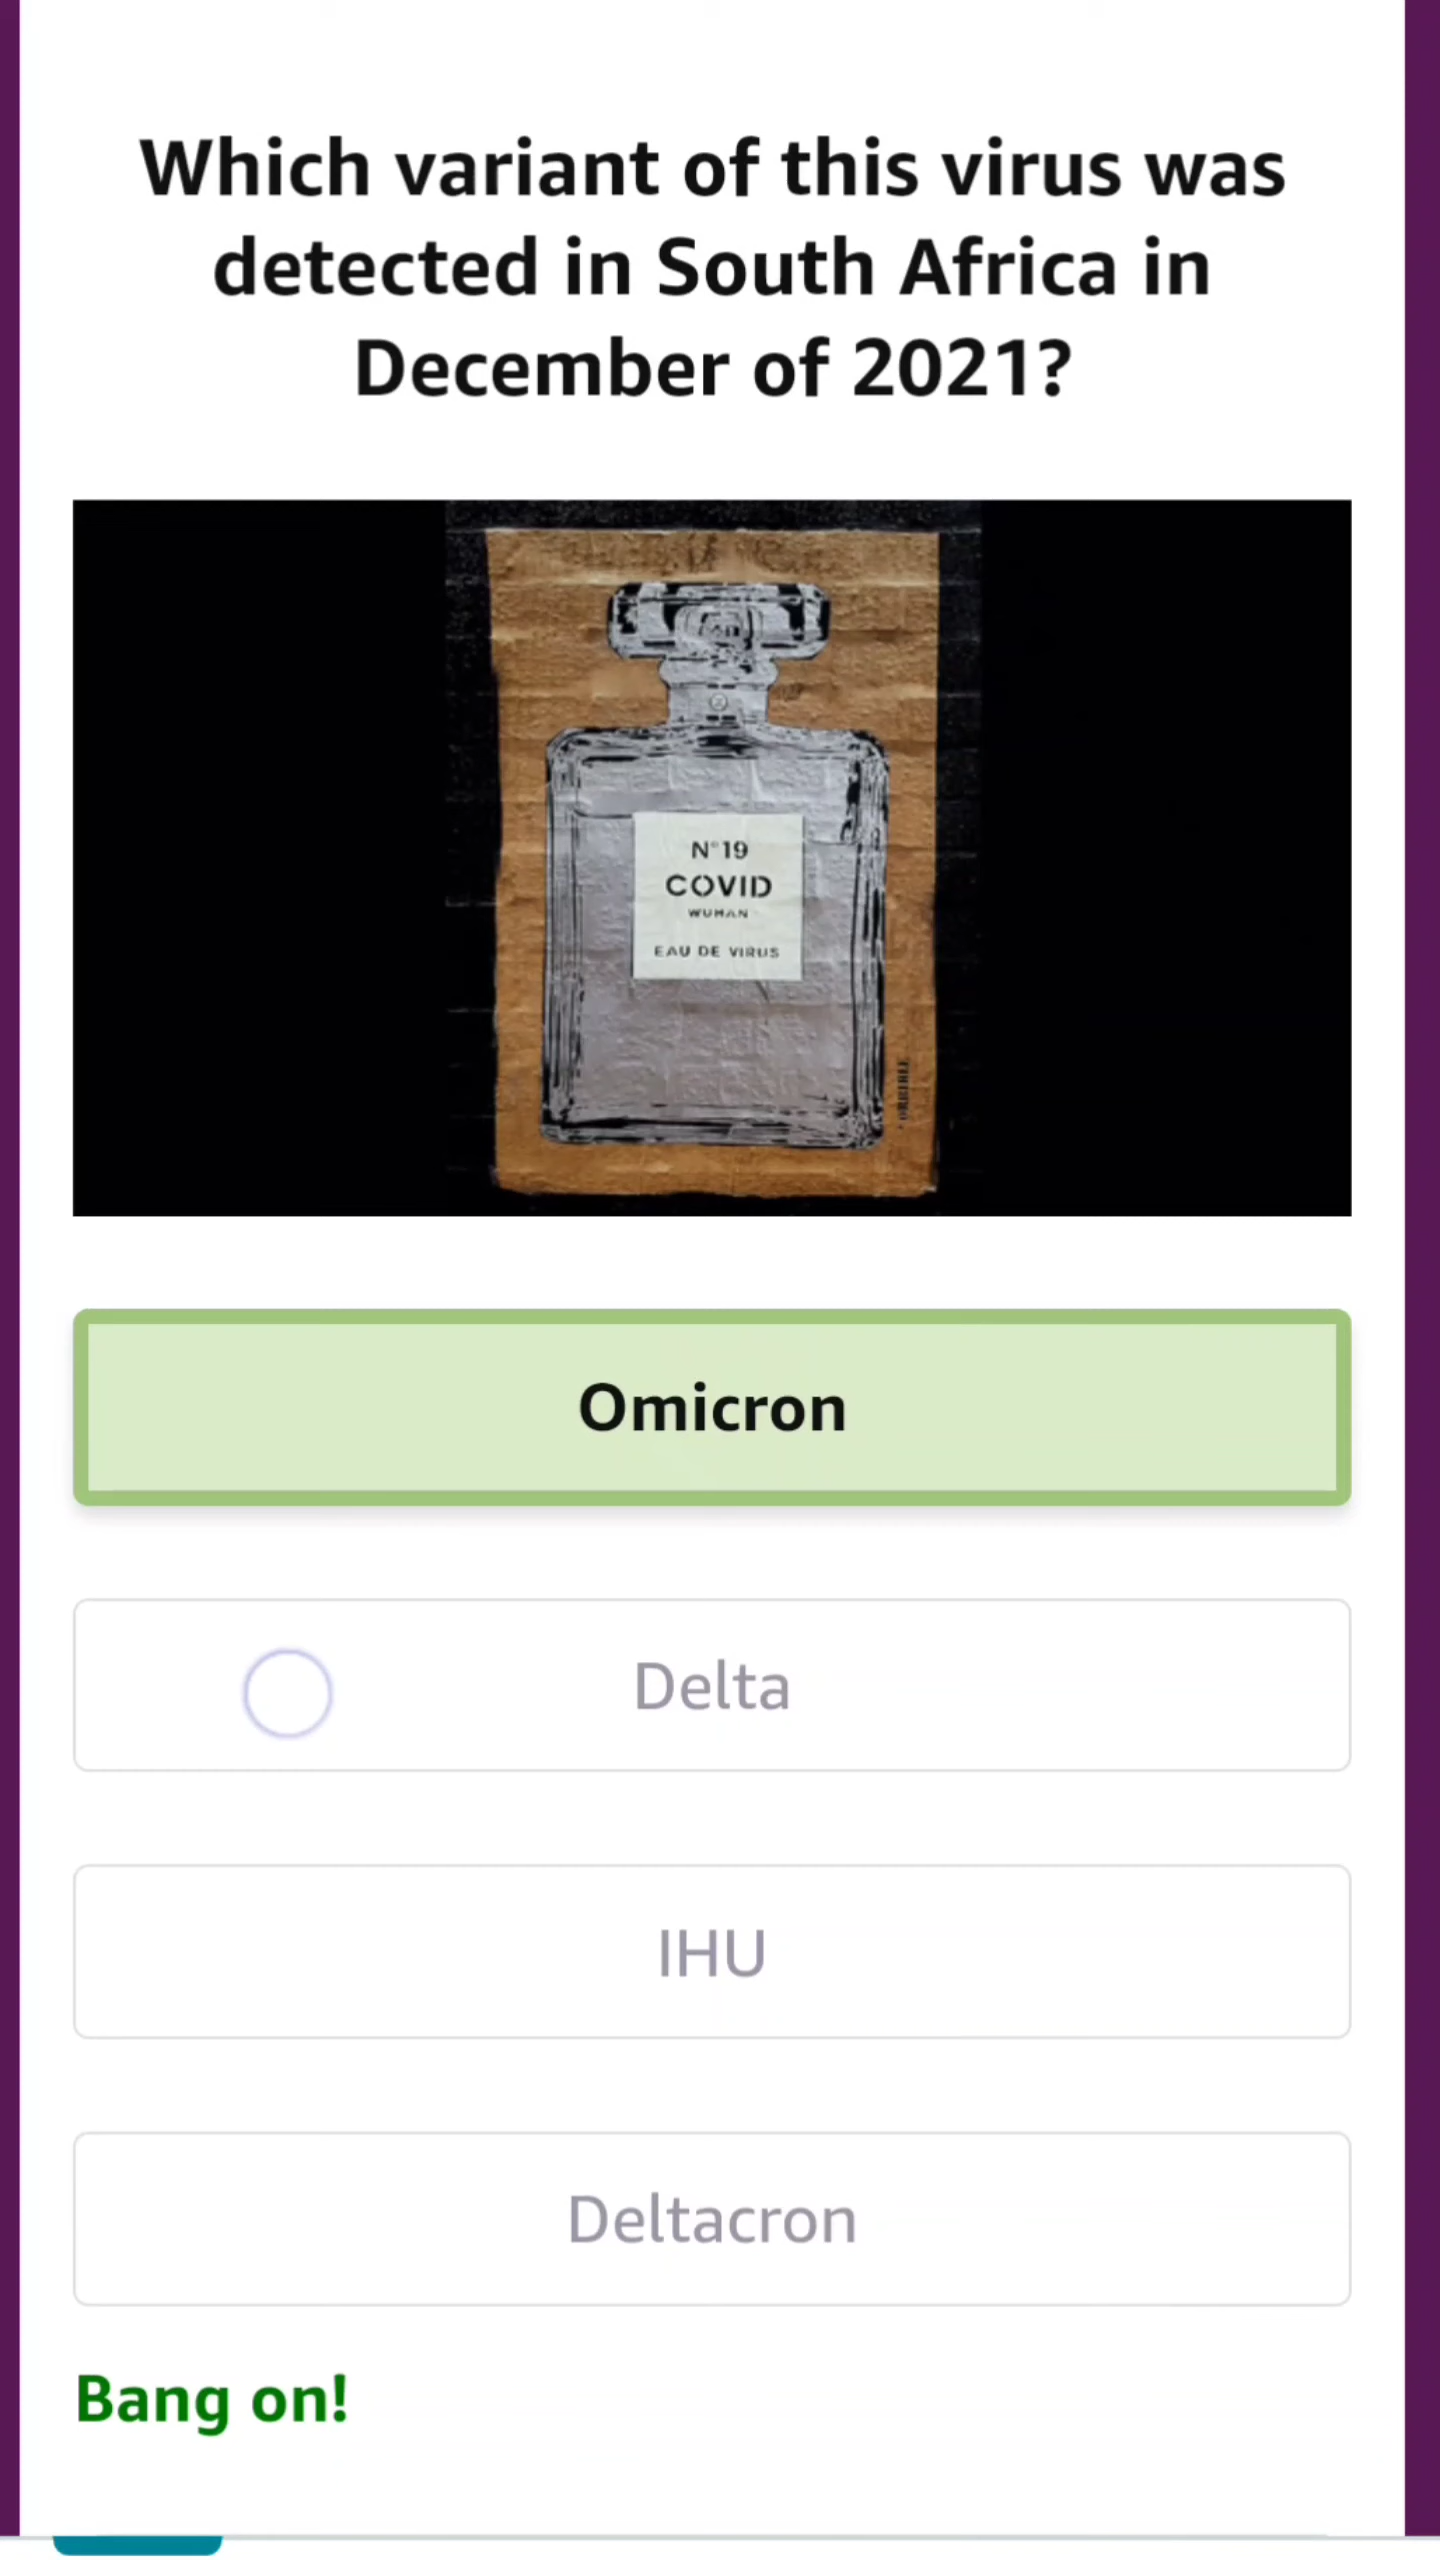 Which variant of this virus was
detected in South Africa in
December of 2021?
N°19
COVID
WUHAN
EAU DE VIRUS
Omicron
Delta
IHU
Deltacron
Bang on!